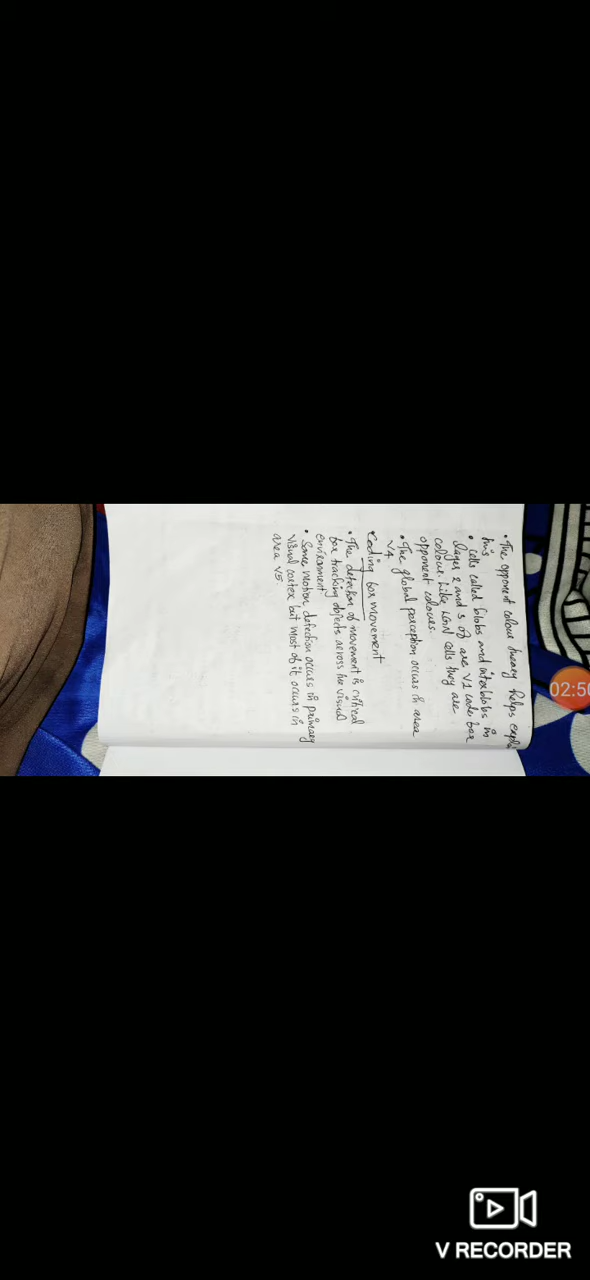 • The opponent colour theory helps expla
this
• cells called blobs and interblobs in
layer 2 and 3 of are V1 code for
colour. Like LGN cells they are
opponent colours.
• The global perception occurs in area
V4
Coding for movement
• The detection of movement is critical
for tracking objects across the visual
environment
• Some motion detection occurs in primary
visual cortex but most of it occurs in
area V5.
02:50
V RECORDER